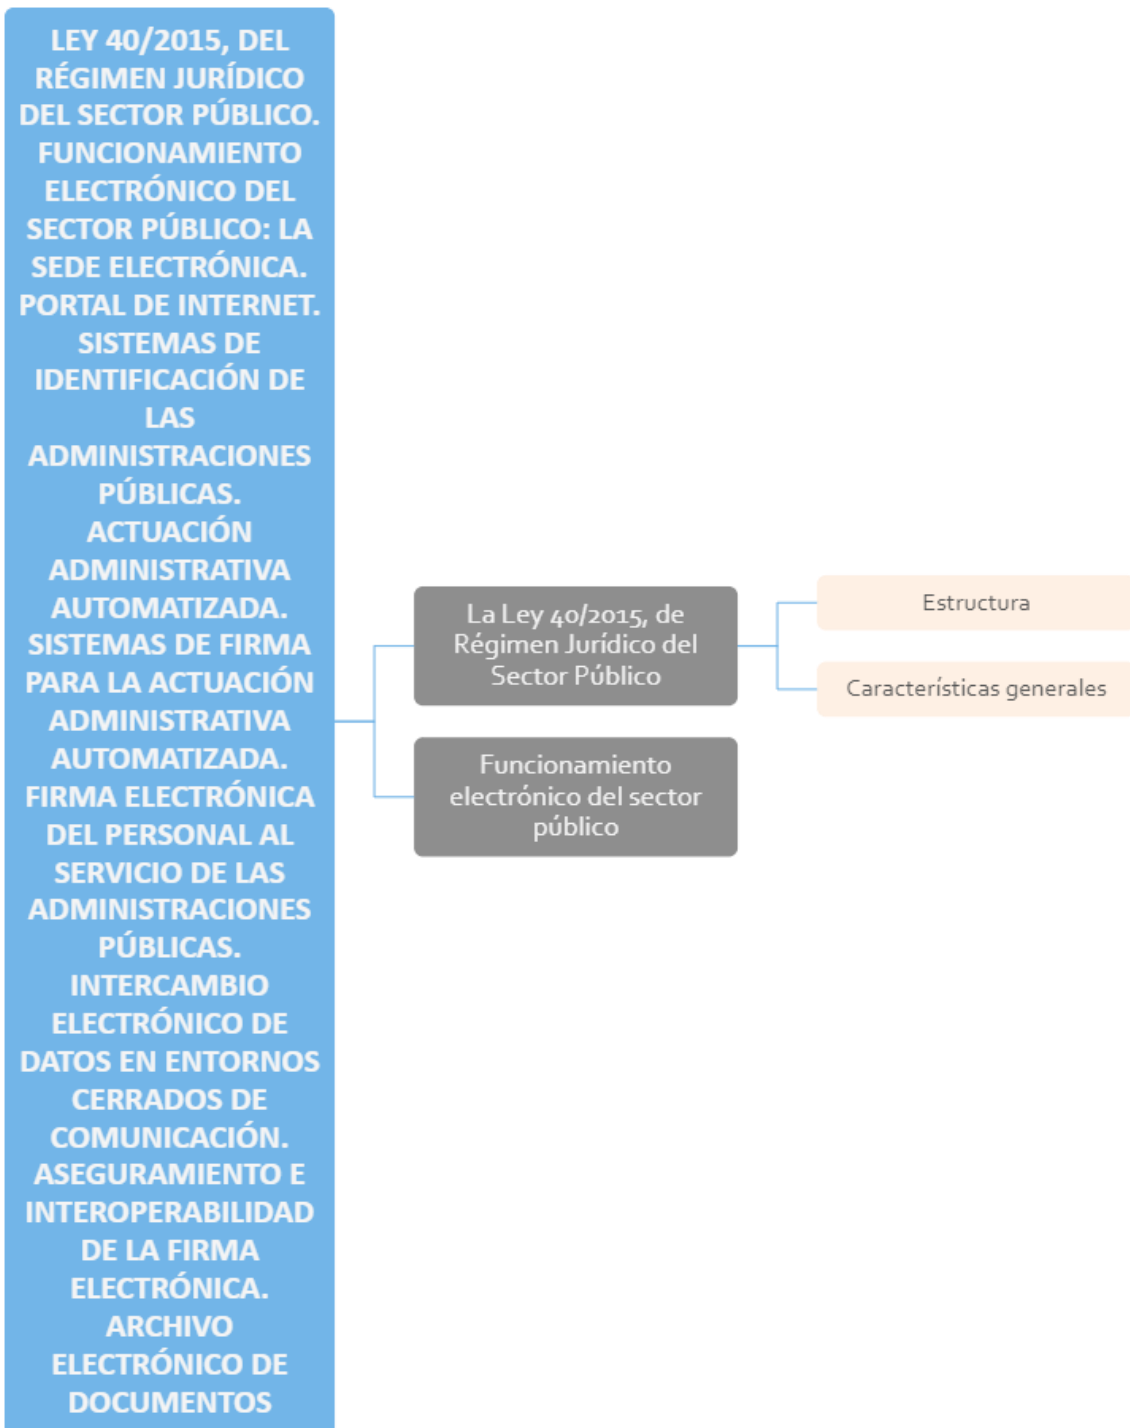 LEY 40/2015, DEL
RÉGIMEN JURÍDICO
DEL SECTOR PÚBLICO.
FUNCIONAMIENTO
ELECTRÓNICO DEL
SECTOR PÚBLICO: LA
SEDE ELECTRÓNICA.
PORTAL DE INTERNET.
SISTEMAS DE
IDENTIFICACIÓN DE
LAS
ADMINISTRACIONES
PÚBLICAS.
ACTUACIÓN
ADMINISTRATIVA
AUTOMATIZADA.
SISTEMAS DE FIRMA
PARA LA ACTUACIÓN
ADMINISTRATIVA
AUTOMATIZADA.
FIRMA ELECTRÓNICA
DEL PERSONAL AL
SERVICIO DE LAS
ADMINISTRACIONES
PÚBLICAS.
INTERCAMBIO
ELECTRÓNICO DE
DATOS EN ENTORNOS
CERRADOS DE
COMUNICACIÓN.
ASEGURAMIENTO E
INTEROPERABILIDAD
DE LA FIRMA
ELECTRÓNICA.
ARCHIVO
ELECTRÓNICO DE
DOCUMENTOS
La Ley 40/2015, de
Régimen Jurídico del
Sector Público
Estructura
Características generales
Funcionamiento
electrónico del sector
público